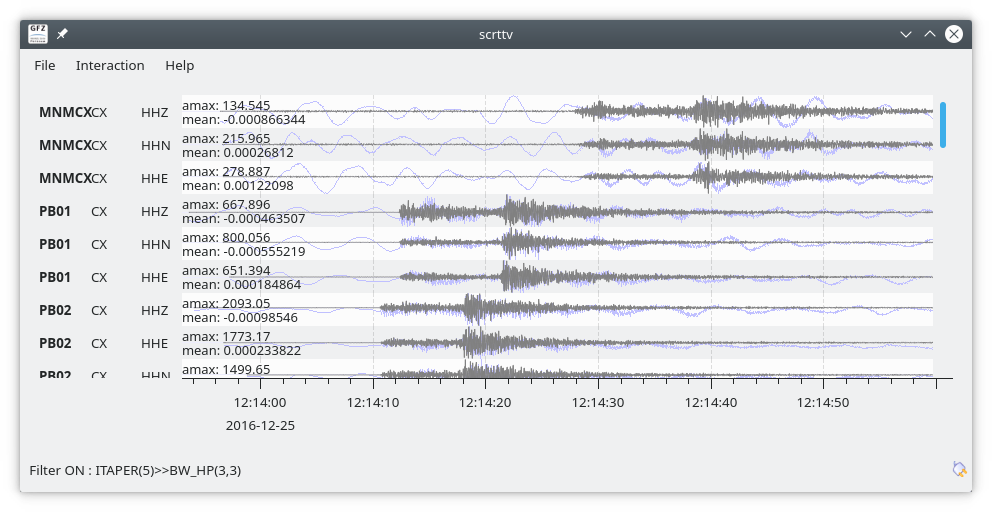 GFZ
scrttv
File Interaction Help
MNMCX CX HHZ amax: 134.545
mean: -0.000866344
MNMCX CX HHN amax: 215.965
mean: 0.00026812
MNMCX CX HHE amax: 278.887
mean: 0.00122098
PB01 CX HHZ amax: 667.896
mean: -0.000463507
PB01 CX HHN amax: 800.056
mean: -0.000555219
PB01 CX HHE amax: 651.394
mean: 0.000184864
PB02 CX HHZ amax: 2093.05
mean: -0.00098546
PB02 CX HHE amax: 1773.17
mean: 0.000233822
PB02 CX HHN amax: 1499.65
12:14:00 12:14:10 12:14:20 12:14:30 12:14:40 12:14:50
2016-12-25
Filter ON : ITAPER(5)>>BW_HP(3,3)